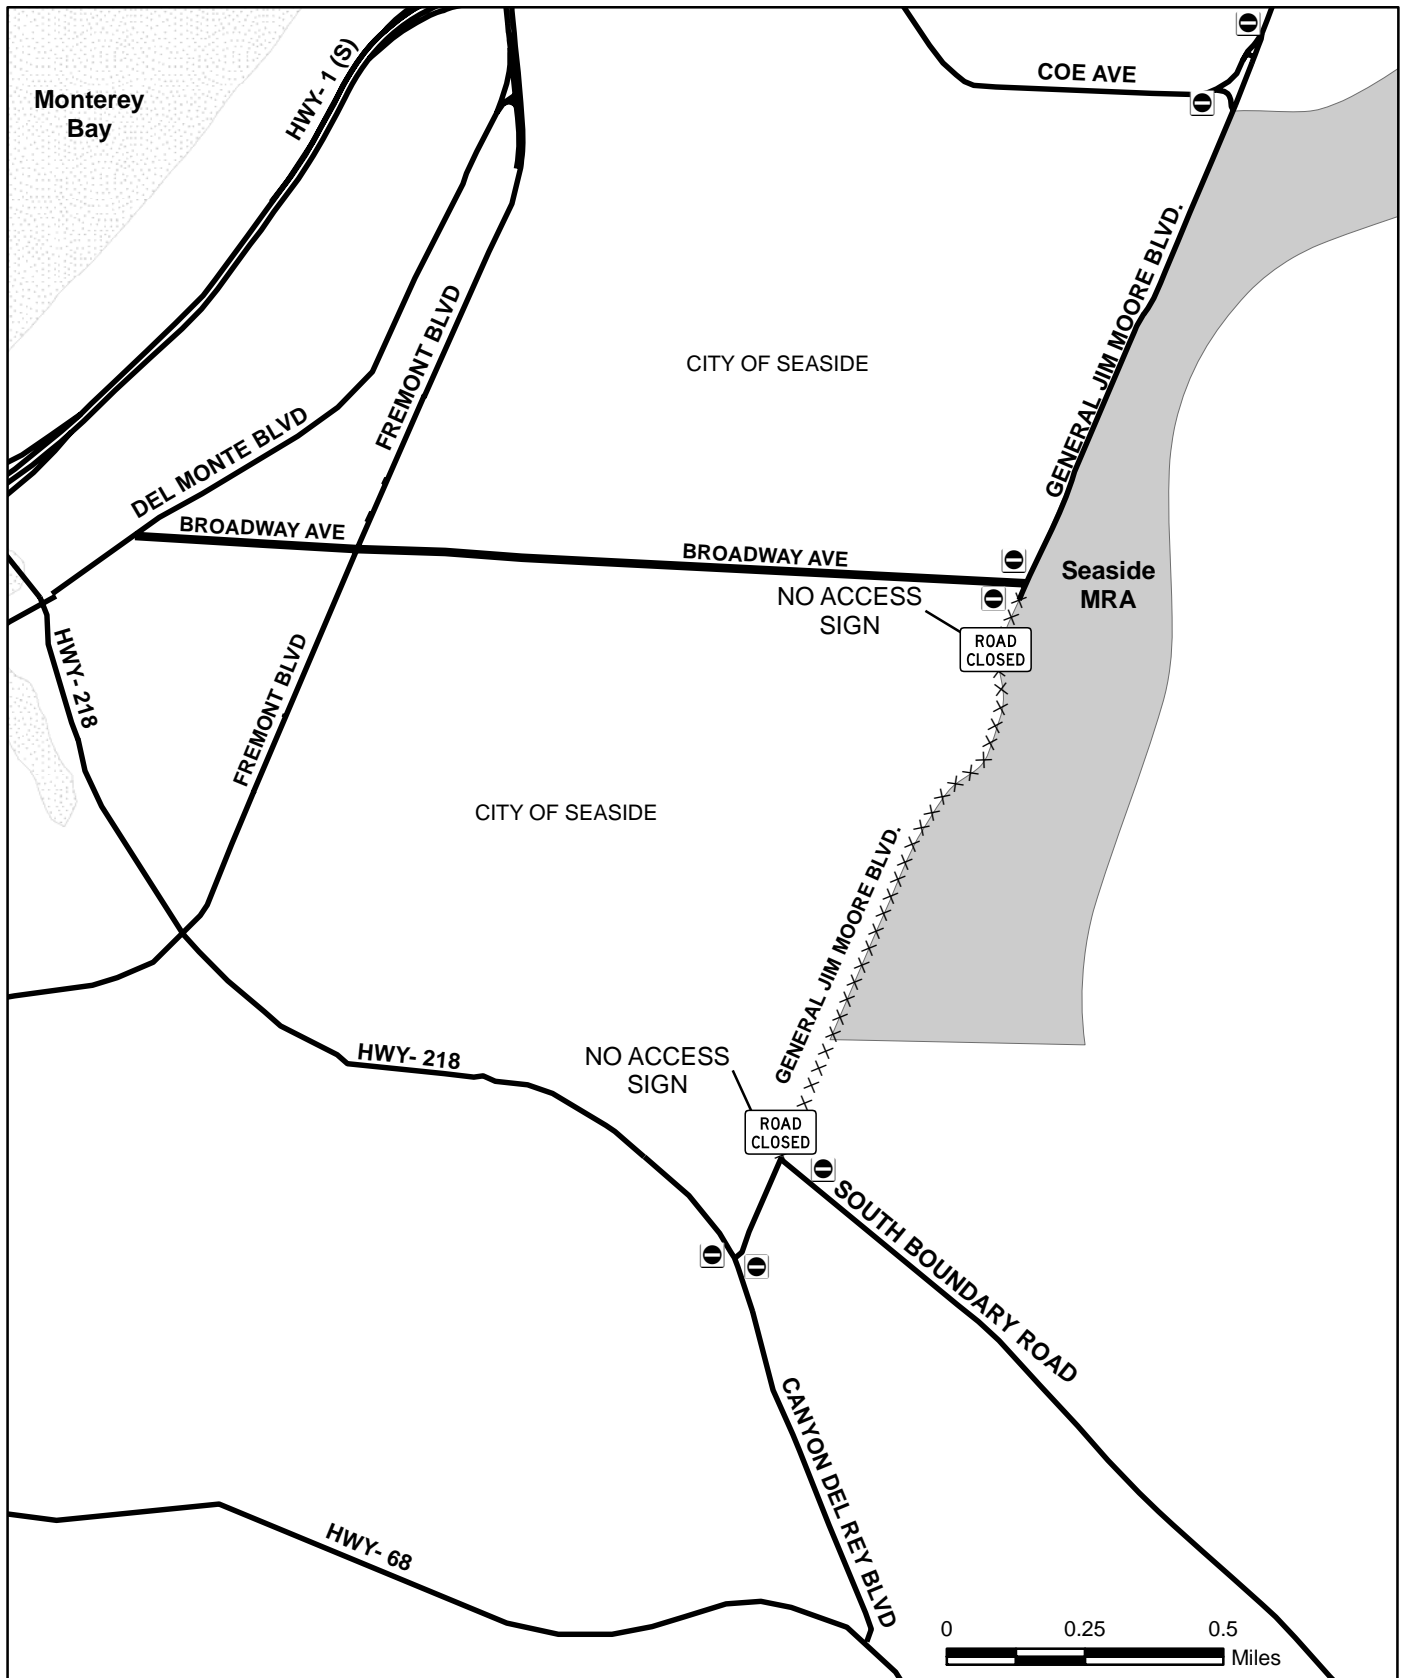 COE AVE
HWY- 1 (S)
Monterey
Bay
GENERAL JIM MOORE BLVD.
FREMONT BLVD
CITY OF SEASIDE
DEL MONTE BLVD
BROADWAY AVE
BROADWAY AVE
Seaside
MRA
NO ACCESS
SIGN
ROAD
CLOSED
HWY- 218
FREMONT BLVD
CITY OF SEASIDE
GENERAL JIM MOORE BLVD.
HWY- 218
NO ACCESS
SIGN
ROAD
CLOSED
SOUTH BOUNDARY ROAD
CANYON DEL REY BLVD
HWY- 68
0 0.25 0.5
Miles